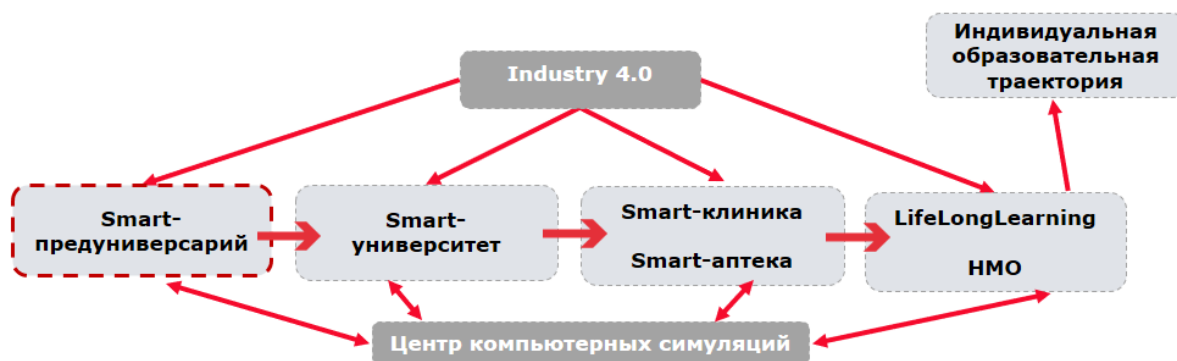 Индивидуальная
образовательная
траектория
Industry 4.0
Smart-
предуниверсарий
Smart-
университет
Smart-клиника
Smart-аптека
LifeLongLearning
НМО
Центр компьютерных симуляций